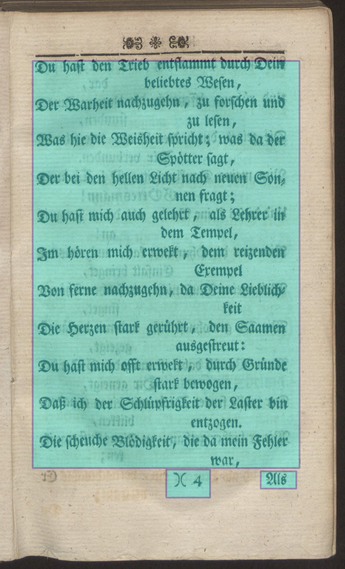 Du hast den Trieb entflammt durch Dein
beliebtes Wesen,
Der Warheit nachzugehn, zu forschen und
zu lesen,
Was hie die Weisheit spricht; was da der
Spötter sagt,
Der bei den hellen Licht nach neuen Son-
nen fragt;
Du hast mich auch gelehrt, als Lehrer in
dem Tempel,
Im hören mich erwekt, dem reizenden
Exempel
Von ferne nachzugehn, da Deine Lieblich-
keit
Die Herzen stark gerührt, den Saamen
ausgestreut:
Du hast mich offt erwekt, durch Gründe
stark bewogen,
Daß ich der Schlüpfrigkeit der Laster bin
entzogen.
Die scheuche Blödigkeit, die da mein Fehler
war,
)( 4 Als